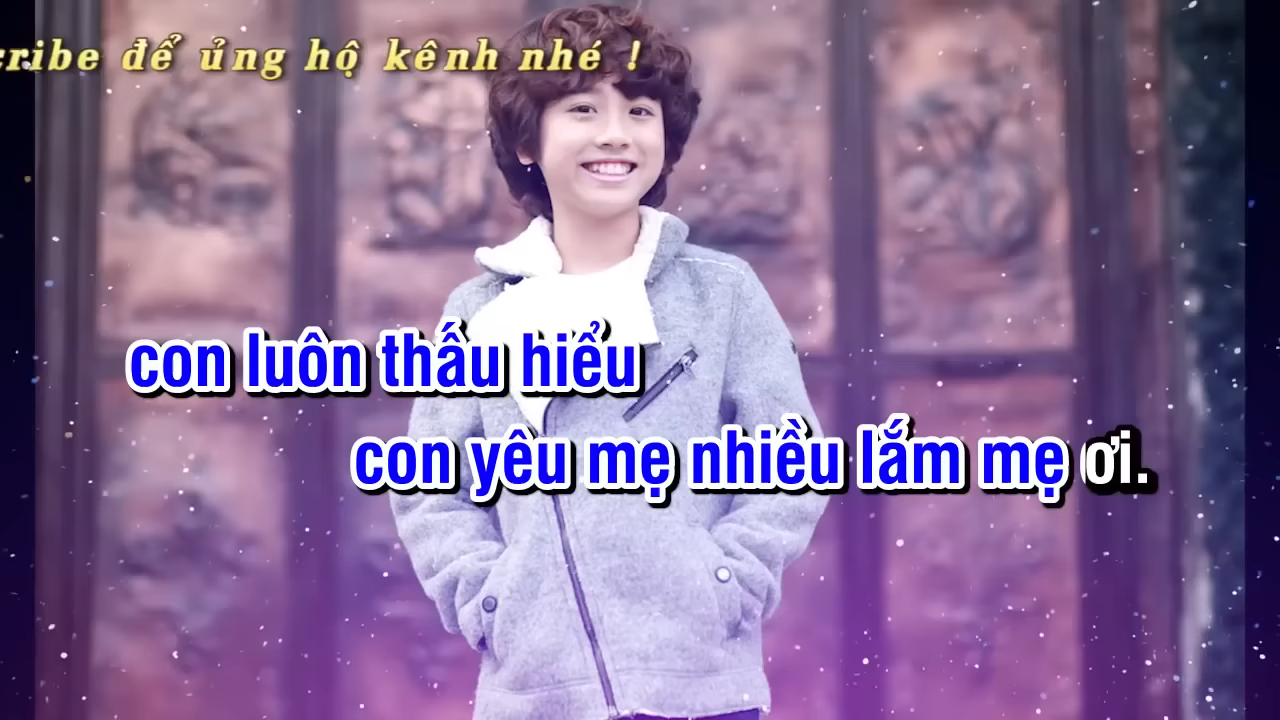 để ủng hộ kênh nhé !
con luôn thấu hiểu
con yêu mẹ nhiều lắm mẹ ơi.